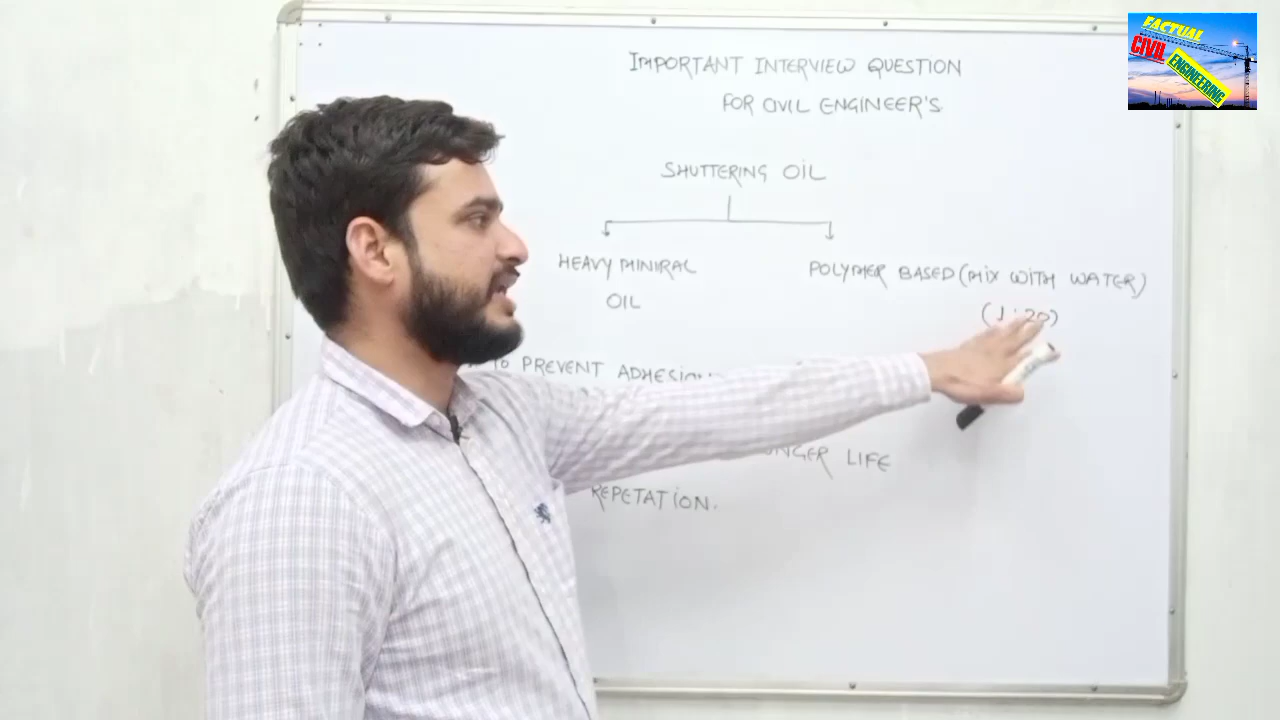 FACTUAL
CIVIL
ENGINEERING
IMPORTANT INTERVIEW QUESTION
FOR CIVIL ENGINEER'S
SHUTTERING OIL
HEAVY MINIRAL
OIL
POLYMER BASED (MIX WITH WATER)
(1:20)
TO PREVENT ADHESION
LIFE
REPETATION.